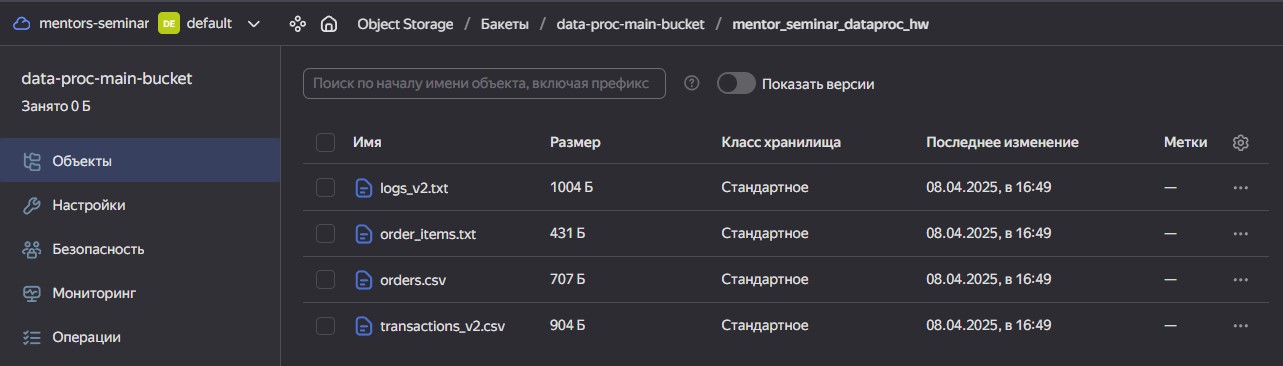 mentors-seminar DE default Object Storage / Бакеты / data-proc-main-bucket / mentor_seminar_dataproc_hw
data-proc-main-bucket
Занято 0 Б
Объекты
Настройки
Безопасность
Мониторинг
Операции
Поиск по началу имени объекта, включая префикс ? Показать версии
Имя Размер Класс хранилища Последнее изменение Метки
logs_v2.txt 1004 Б Стандартное 08.04.2025, в 16:49 —
order_items.txt 431 Б Стандартное 08.04.2025, в 16:49 —
orders.csv 707 Б Стандартное 08.04.2025, в 16:49 —
transactions_v2.csv 904 Б Стандартное 08.04.2025, в 16:49 —